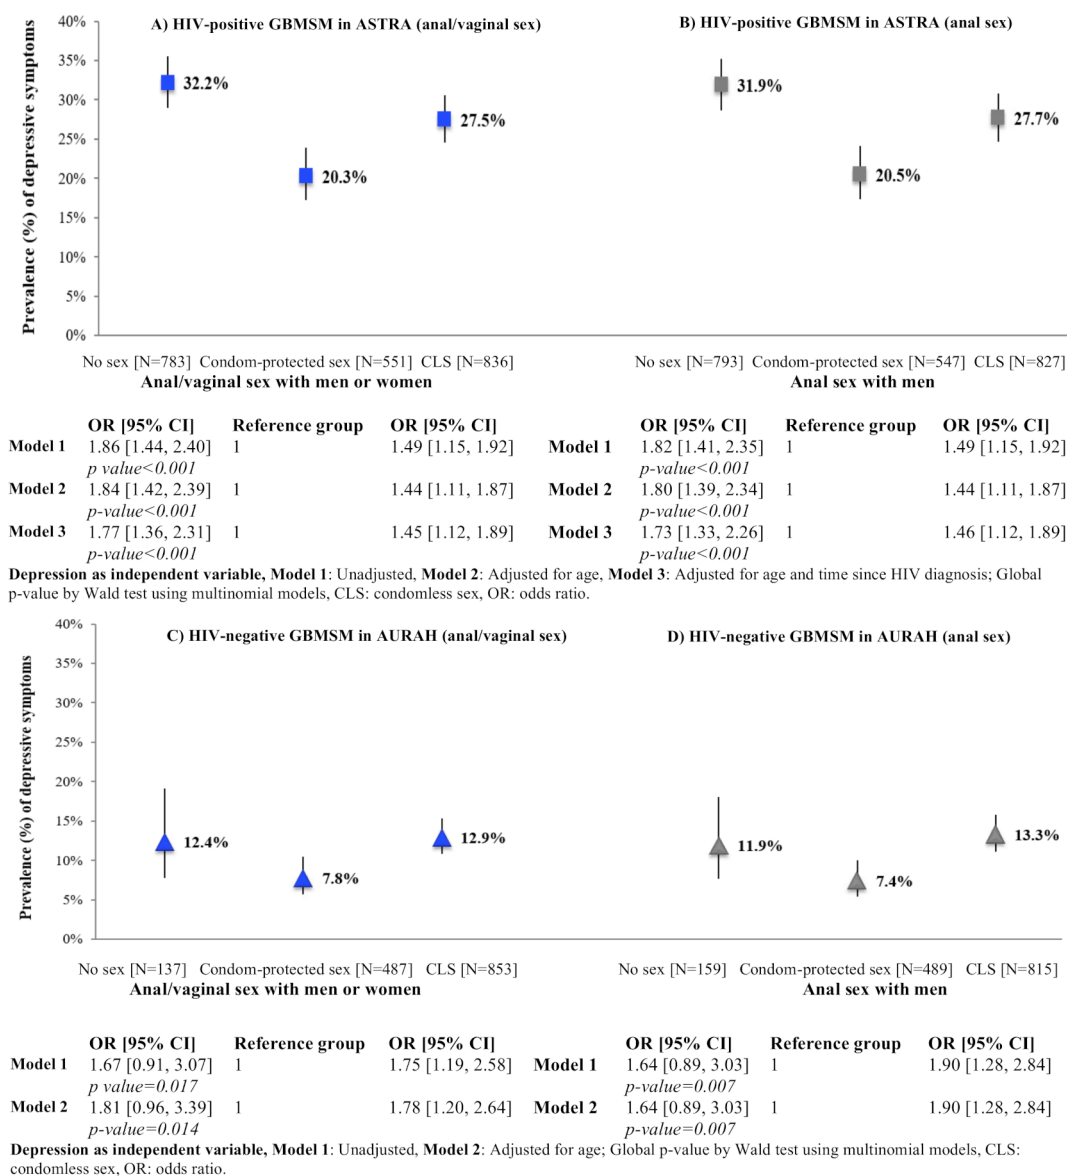 A) HIV-positive GBMSM in ASTRA (anal/vaginal sex)
B) HIV-positive GBMSM in ASTRA (anal sex)
Prevalence (%) of depressive symptoms
40%
35%
30%
25%
20%
15%
10%
5%
0%
32.2%
20.3%
27.5%
31.9%
20.5%
27.7%
No sex [N=783] Condom-protected sex [N=551] CLS [N=836]
Anal/vaginal sex with men or women
No sex [N=793] Condom-protected sex [N=547] CLS [N=827]
Anal sex with men
OR [95% CI] Reference group OR [95% CI] OR [95% CI] Reference group OR [95% CI]
Model 1 1.86 [1.44, 2.40] 1 1.49 [1.15, 1.92] Model 1 1.82 [1.41, 2.35] 1 1.49 [1.15, 1.92]
p value<0.001 p-value<0.001
Model 2 1.84 [1.42, 2.39] 1 1.44 [1.11, 1.87] Model 2 1.80 [1.39, 2.34] 1 1.44 [1.11, 1.87]
p-value<0.001 p-value<0.001
Model 3 1.77 [1.36, 2.31] 1 1.45 [1.12, 1.89] Model 3 1.73 [1.33, 2.26] 1 1.46 [1.12, 1.89]
p-value<0.001 p-value<0.001
Depression as independent variable, Model 1: Unadjusted, Model 2: Adjusted for age, Model 3: Adjusted for age and time since HIV diagnosis; Global
p-value by Wald test using multinomial models, CLS: condomless sex, OR: odds ratio.
C) HIV-negative GBMSM in AURAH (anal/vaginal sex)
D) HIV-negative GBMSM in AURAH (anal sex)
Prevalence (%) of depressive symptoms
40%
35%
30%
25%
20%
15%
10%
5%
0%
12.4%
7.8%
12.9%
11.9%
7.4%
13.3%
No sex [N=137] Condom-protected sex [N=487] CLS [N=853]
Anal/vaginal sex with men or women
No sex [N=159] Condom-protected sex [N=489] CLS [N=815]
Anal sex with men
OR [95% CI] Reference group OR [95% CI] OR [95% CI] Reference group OR [95% CI]
Model 1 1.67 [0.91, 3.07] 1 1.75 [1.19, 2.58] Model 1 1.64 [0.89, 3.03] 1 1.90 [1.28, 2.84]
p value=0.017 p-value=0.007
Model 2 1.81 [0.96, 3.39] 1 1.78 [1.20, 2.64] Model 2 1.64 [0.89, 3.03] 1 1.90 [1.28, 2.84]
p-value=0.014 p-value=0.007
Depression as independent variable, Model 1: Unadjusted, Model 2: Adjusted for age; Global p-value by Wald test using multinomial models, CLS:
condomless sex, OR: odds ratio.